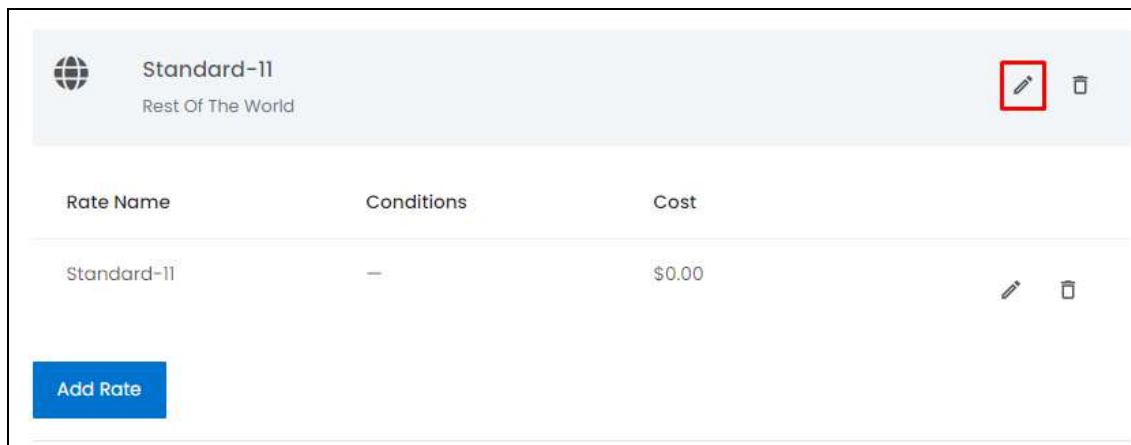 Standard-11
Rest Of The World
Rate Name Conditions Cost
Standard-11 — $0.00
Add Rate